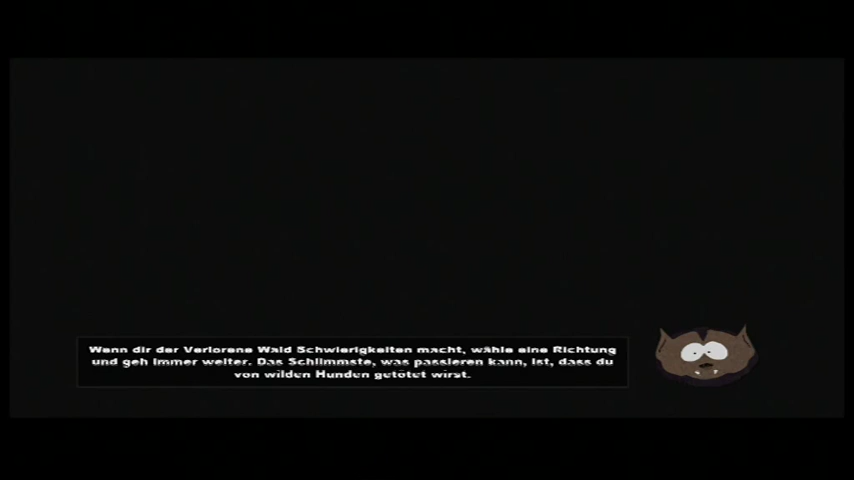 Wenn dir der Verlorene Wald Schwierigkeiten macht, wähle eine Richtung
und geh immer weiter. Das Schlimmste, was passieren kann, ist, dass du
von wilden Hunden getötet wirst.